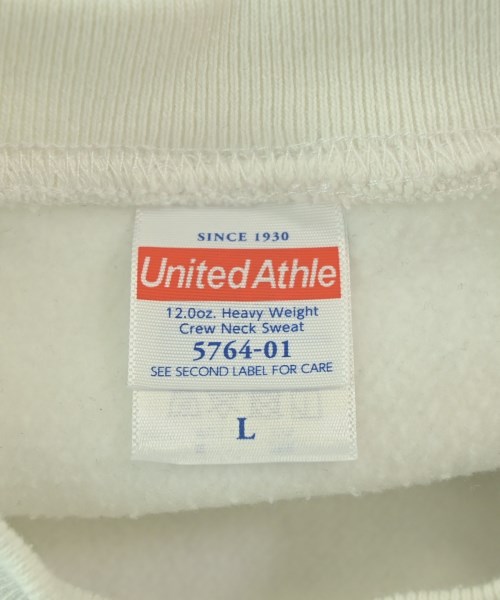 SINCE 1930
United Athle
12.0oz. Heavy Weight
Crew Neck Sweat
5764-01
SEE SECOND LABEL FOR CARE
L